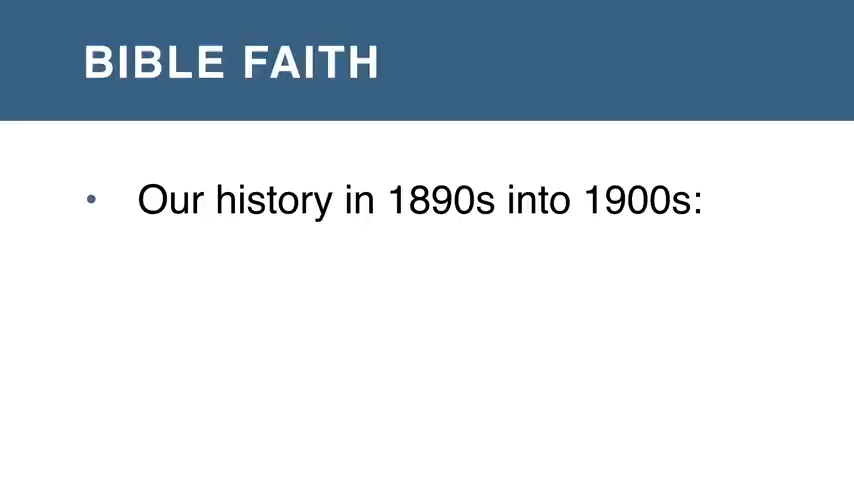 BIBLE FAITH
• Our history in 1890s into 1900s: